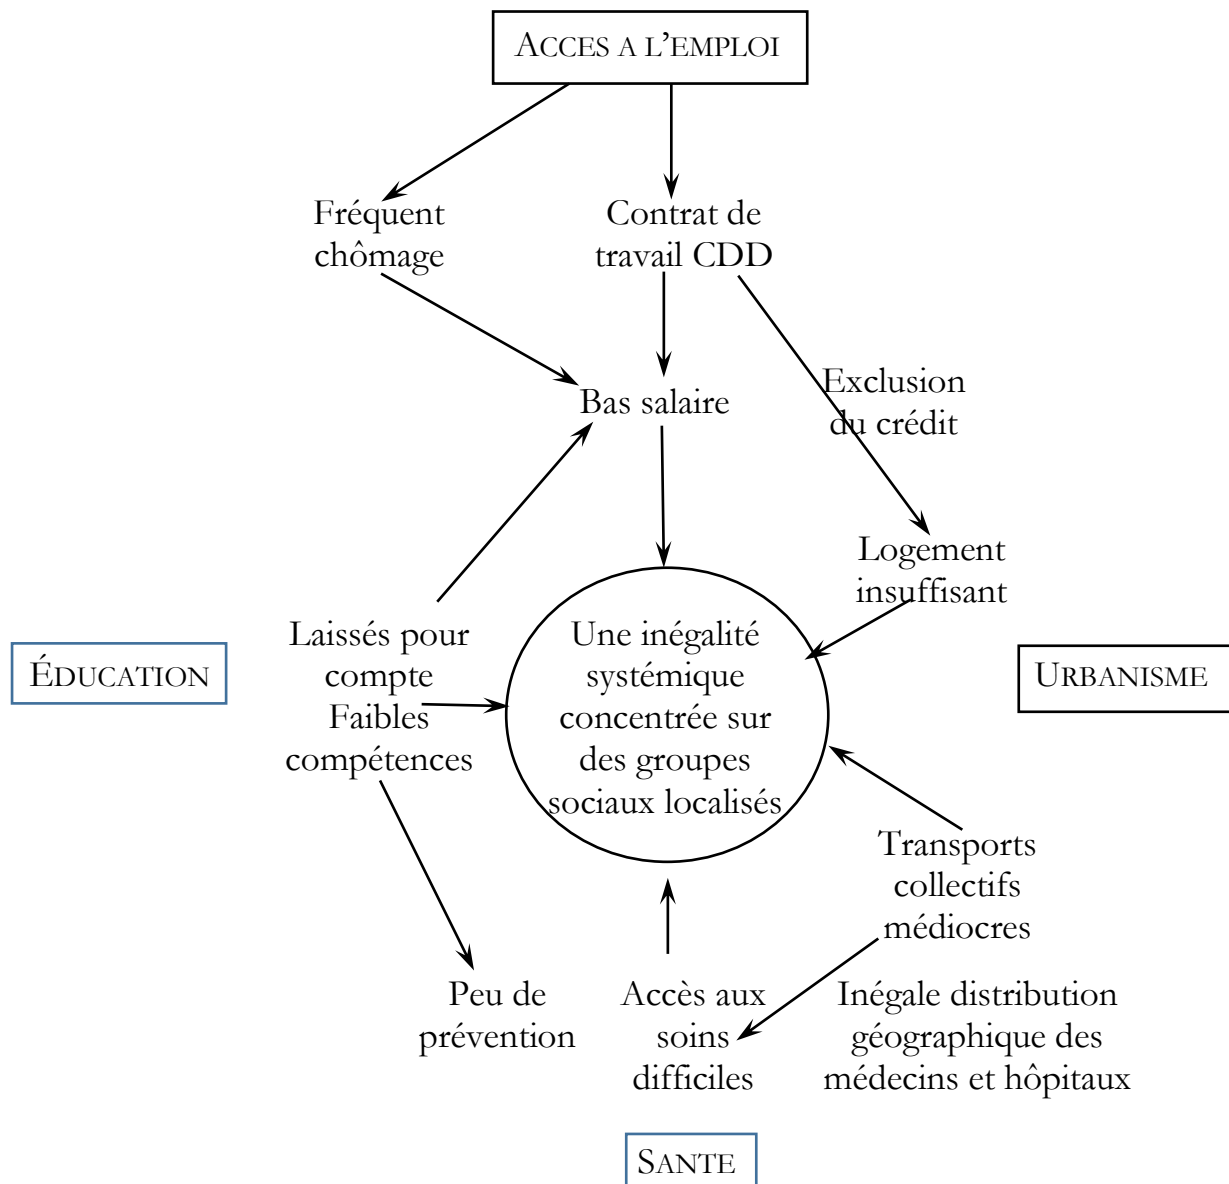 ACCES A L'EMPLOI
Fréquent
chômage
Contrat de
travail CDD
Bas salaire
Exclusion
du crédit
Logement
insuffisant
ÉDUCATION
Laissés pour
compte
Faibles
compétences
Une inégalité
systémique
concentrée sur
des groupes
sociaux localisés
URBANISME
Transports
collectifs
médiocres
Peu de
prévention
Accès aux
soins
difficiles
Inégale distribution
géographique des
médecins et hôpitaux
SANTE